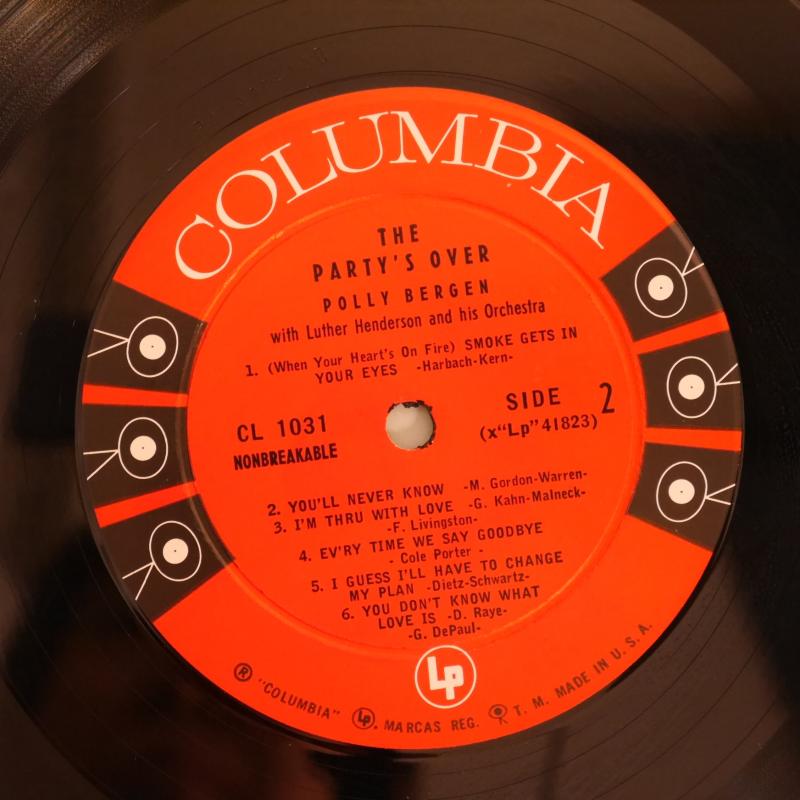 COLUMBIA
THE
PARTY'S OVER
POLLY BERGEN
with Luther Henderson and his Orchestra
1. (When Your Heart's On Fire) SMOKE GETS IN
YOUR EYES -Harbach-Kern-
CL 1031
NONBREAKABLE
SIDE 2
(x“Lp”41823)
2. YOU'LL NEVER KNOW -M. Gordon-Warren-
3. I'M THRU WITH LOVE -G. Kahn-Malneck-
-F. Livingston-
4. EV'RY TIME WE SAY GOODBYE
- Cole Porter -
5. I GUESS I'LL HAVE TO CHANGE
MY PLAN -Dietz-Schwartz-
6. YOU DON'T KNOW WHAT
LOVE IS -D. Raye-
-G. DePaul-
Lp
® "COLUMBIA" Lp. MARCAS REG. T. M. MADE IN U. S. A.